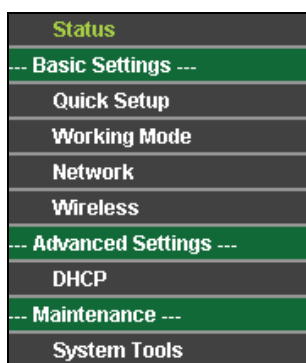 Status
--- Basic Settings ---
Quick Setup
Working Mode
Network
Wireless
--- Advanced Settings ---
DHCP
--- Maintenance ---
System Tools